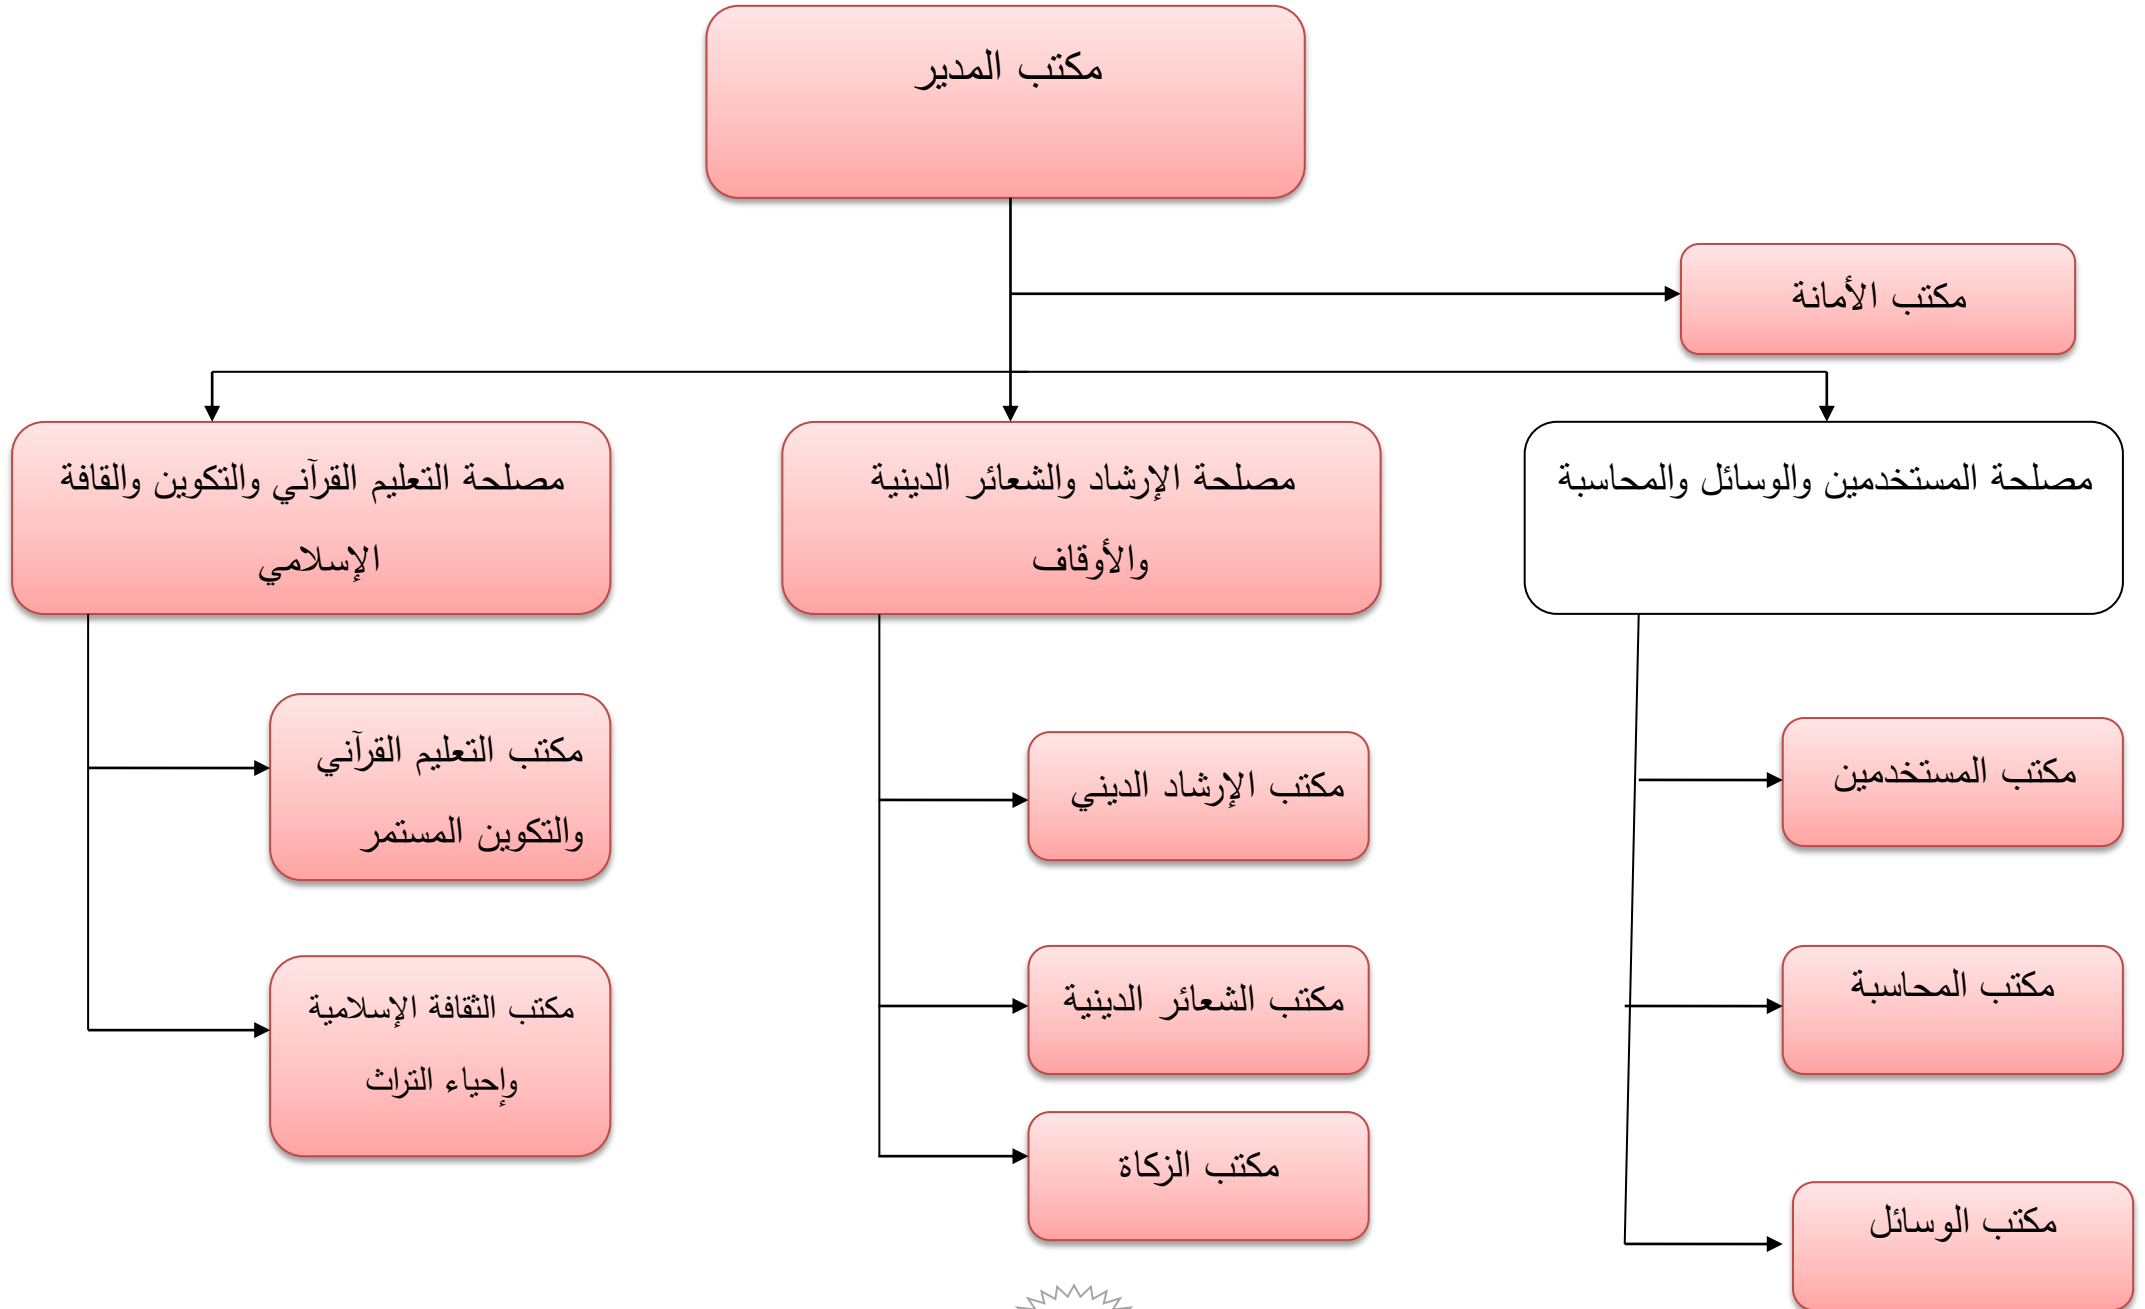 مكتب المدير
مكتب الأمانة
مصلحة المستخدمين والوسائل والمحاسبة
مصلحة الإرشاد والشعائر الدينية
والأوقاف
مصلحة التعليم القرآني والتكوين والقافة
الإسلامي
مكتب المستخدمين
مكتب المحاسبة
مكتب الوسائل
مكتب الإرشاد الديني
مكتب الشعائر الدينية
مكتب الزكاة
مكتب التعليم القرآني
والتكوين المستمر
مكتب الثقافة الإسلامية
وإحياء التراث